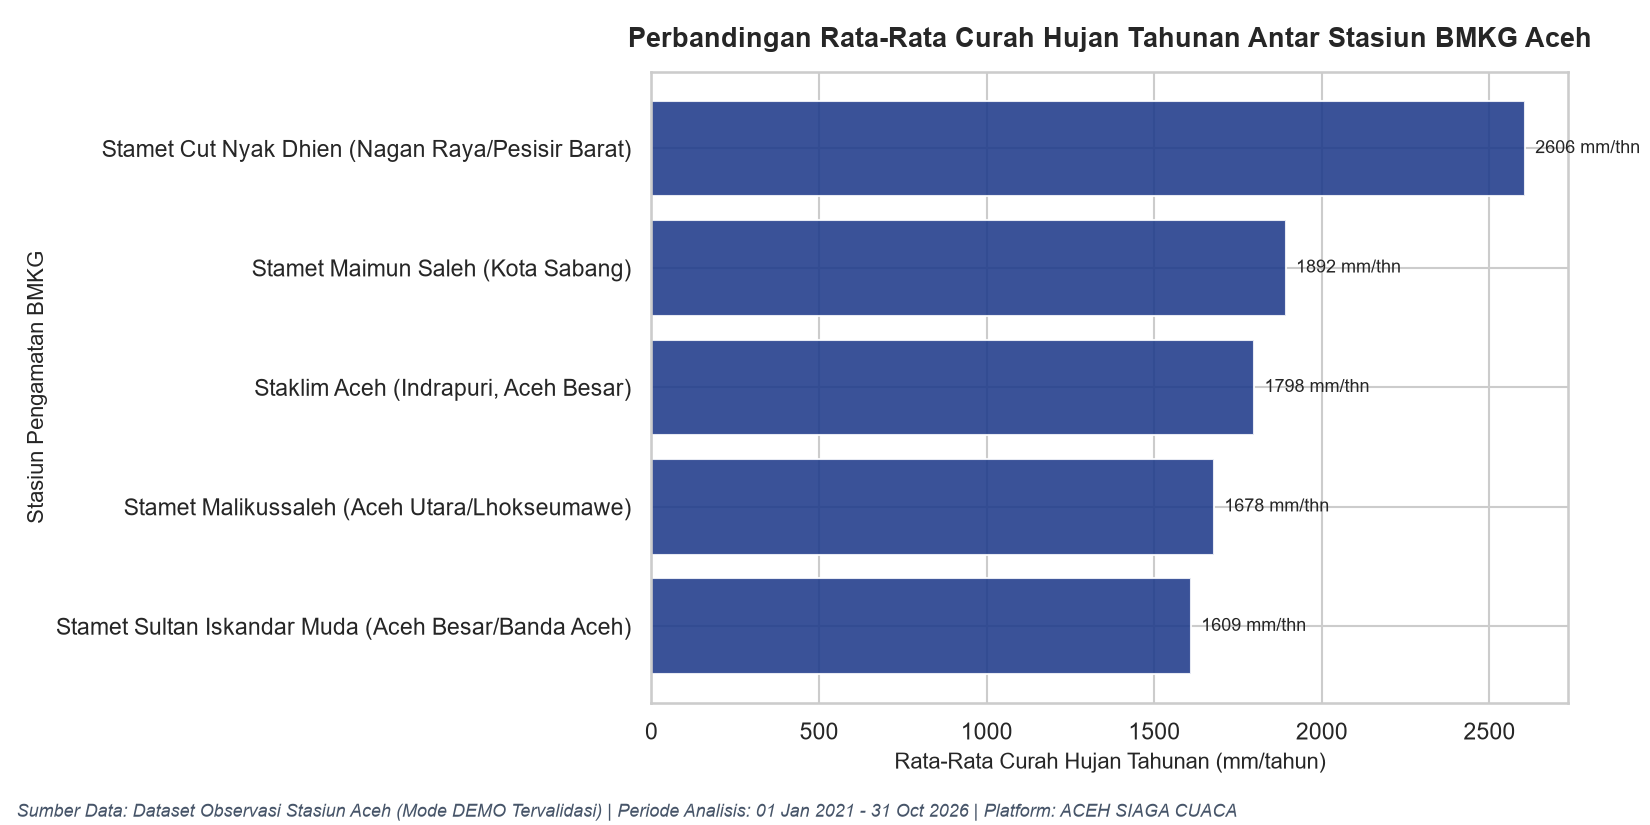 Perbandingan Rata-Rata Curah Hujan Tahunan Antar Stasiun BMKG Aceh
Stasiun Pengamatan BMKG
Stamet Cut Nyak Dhien (Nagan Raya/Pesisir Barat)
2606 mm/thn
Stamet Maimun Saleh (Kota Sabang)
1892 mm/thn
Staklim Aceh (Indrapuri, Aceh Besar)
1798 mm/thn
Stamet Malikussaleh (Aceh Utara/Lhokseumawe)
1678 mm/thn
Stamet Sultan Iskandar Muda (Aceh Besar/Banda Aceh)
1609 mm/thn
0 500 1000 1500 2000 2500
Rata-Rata Curah Hujan Tahunan (mm/tahun)
Sumber Data: Dataset Observasi Stasiun Aceh (Mode DEMO Tervalidasi) | Periode Analisis: 01 Jan 2021 - 31 Oct 2026 | Platform: ACEH SIAGA CUACA